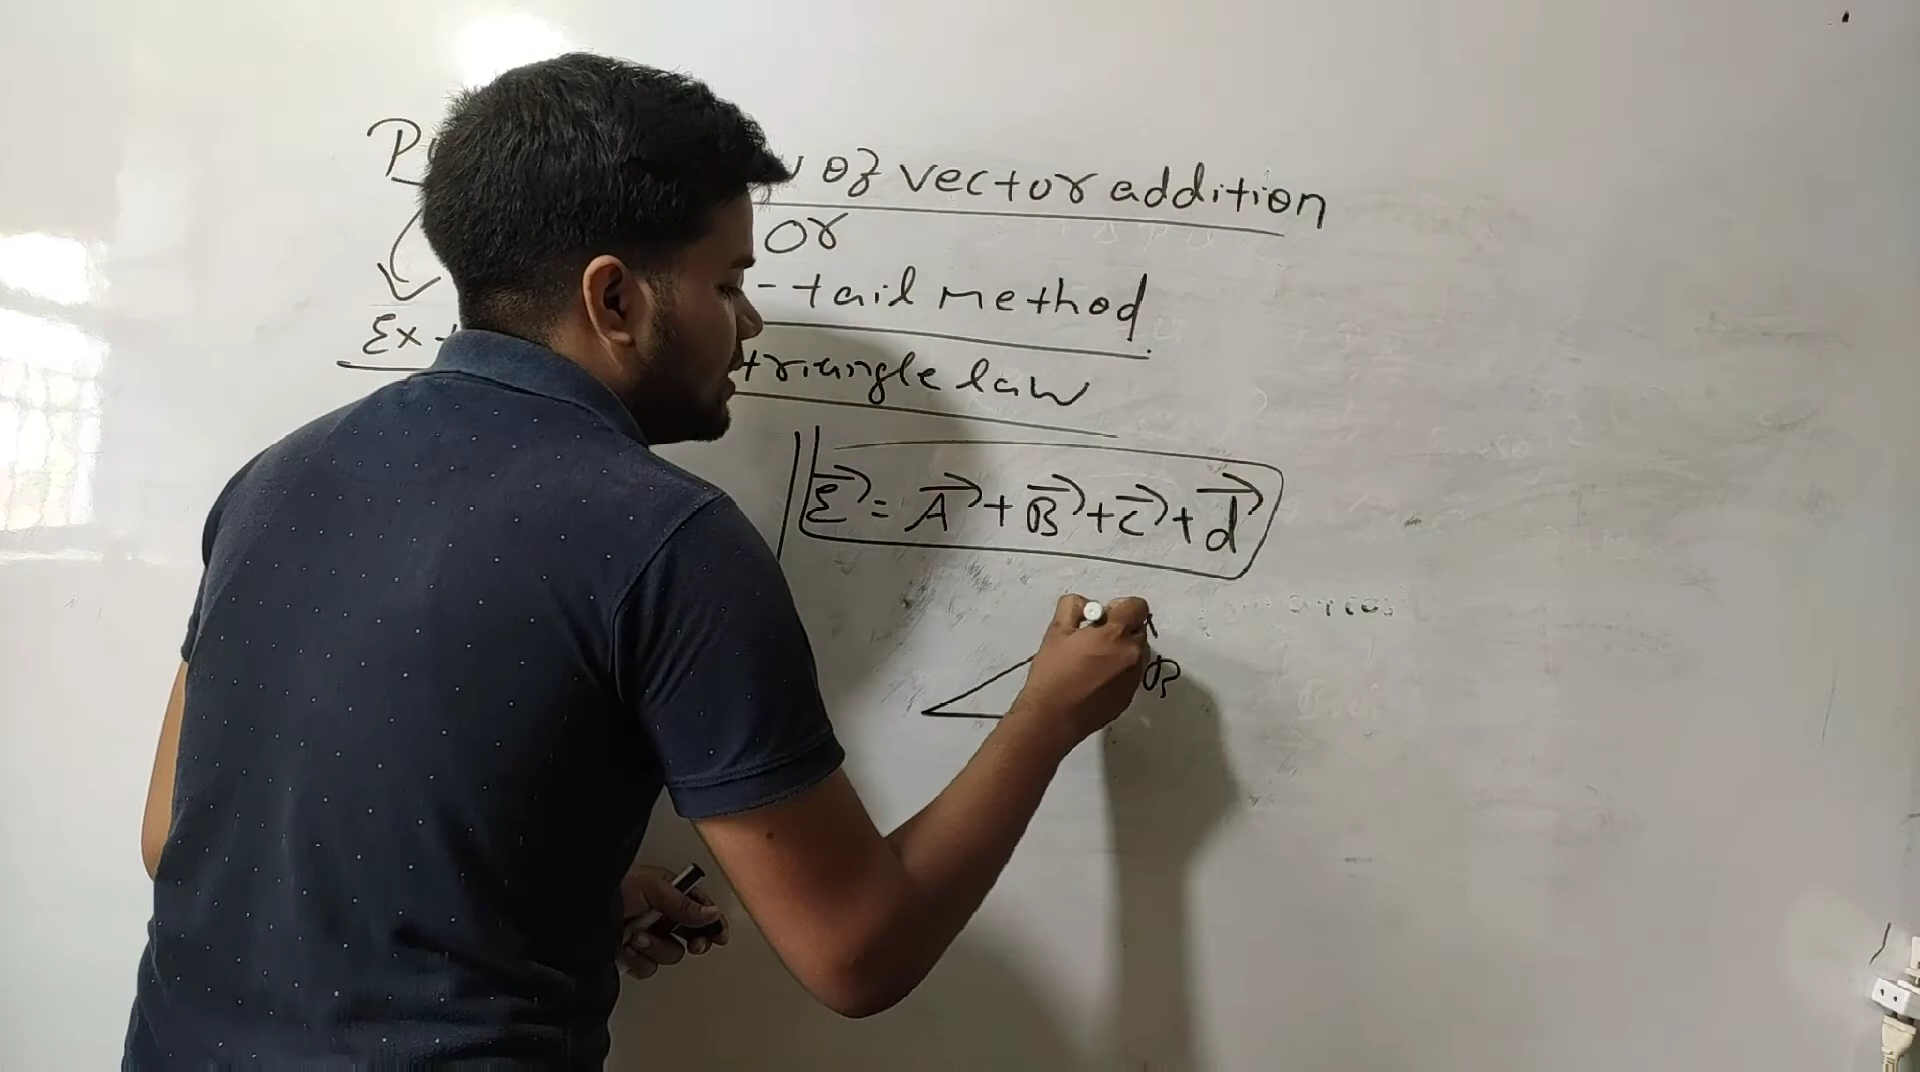 of vector addition
or
- tail method
triangle law
E⃗ = A⃗ + B⃗ + C⃗ + d⃗
B